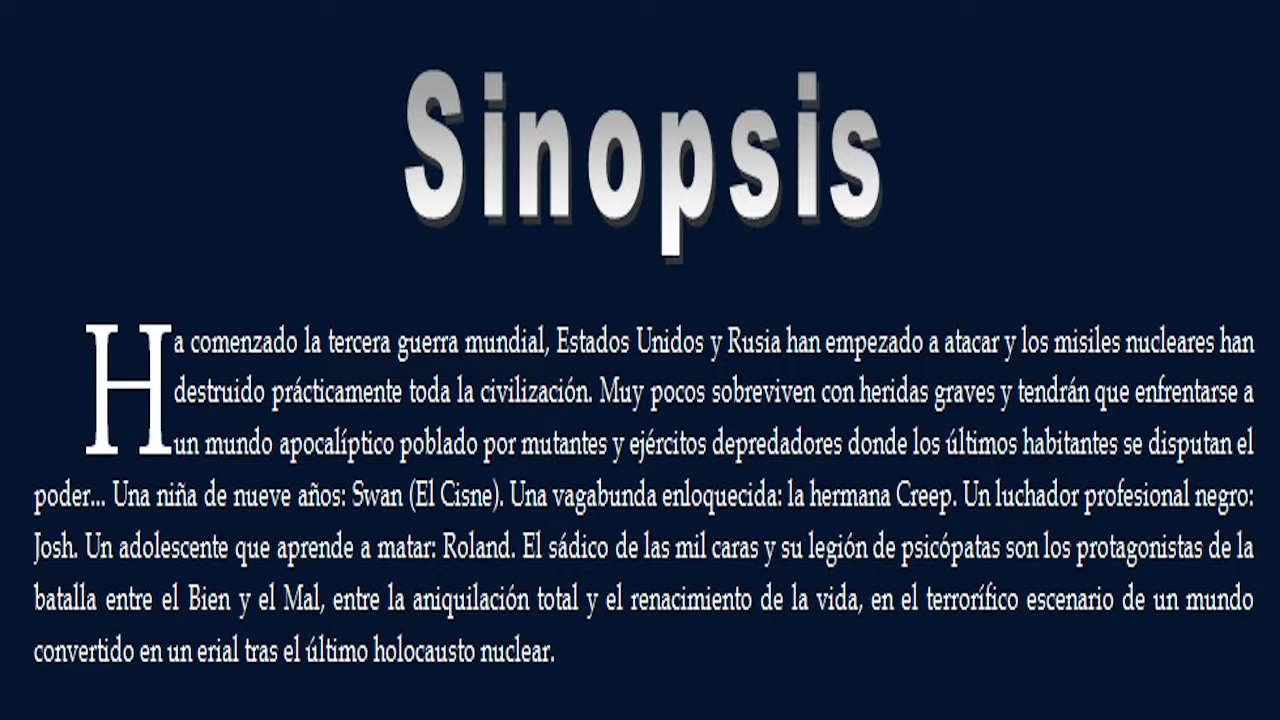 Sinopsis
Ha comenzado la tercera guerra mundial, Estados Unidos y Rusia han empezado a atacar y los misiles nucleares han
destruido prácticamente toda la civilización. Muy pocos sobreviven con heridas graves y tendrán que enfrentarse a
un mundo apocalíptico poblado por mutantes y ejércitos depredadores donde los últimos habitantes se disputan el
poder... Una niña de nueve años: Swan (El Cisne). Una vagabunda enloquecida: la hermana Creep. Un luchador profesional negro:
Josh. Un adolescente que aprende a matar: Roland. El sádico de las mil caras y su legión de psicópatas son los protagonistas de la
batalla entre el Bien y el Mal, entre la aniquilación total y el renacimiento de la vida, en el terrorífico escenario de un mundo
convertido en un erial tras el último holocausto nuclear.